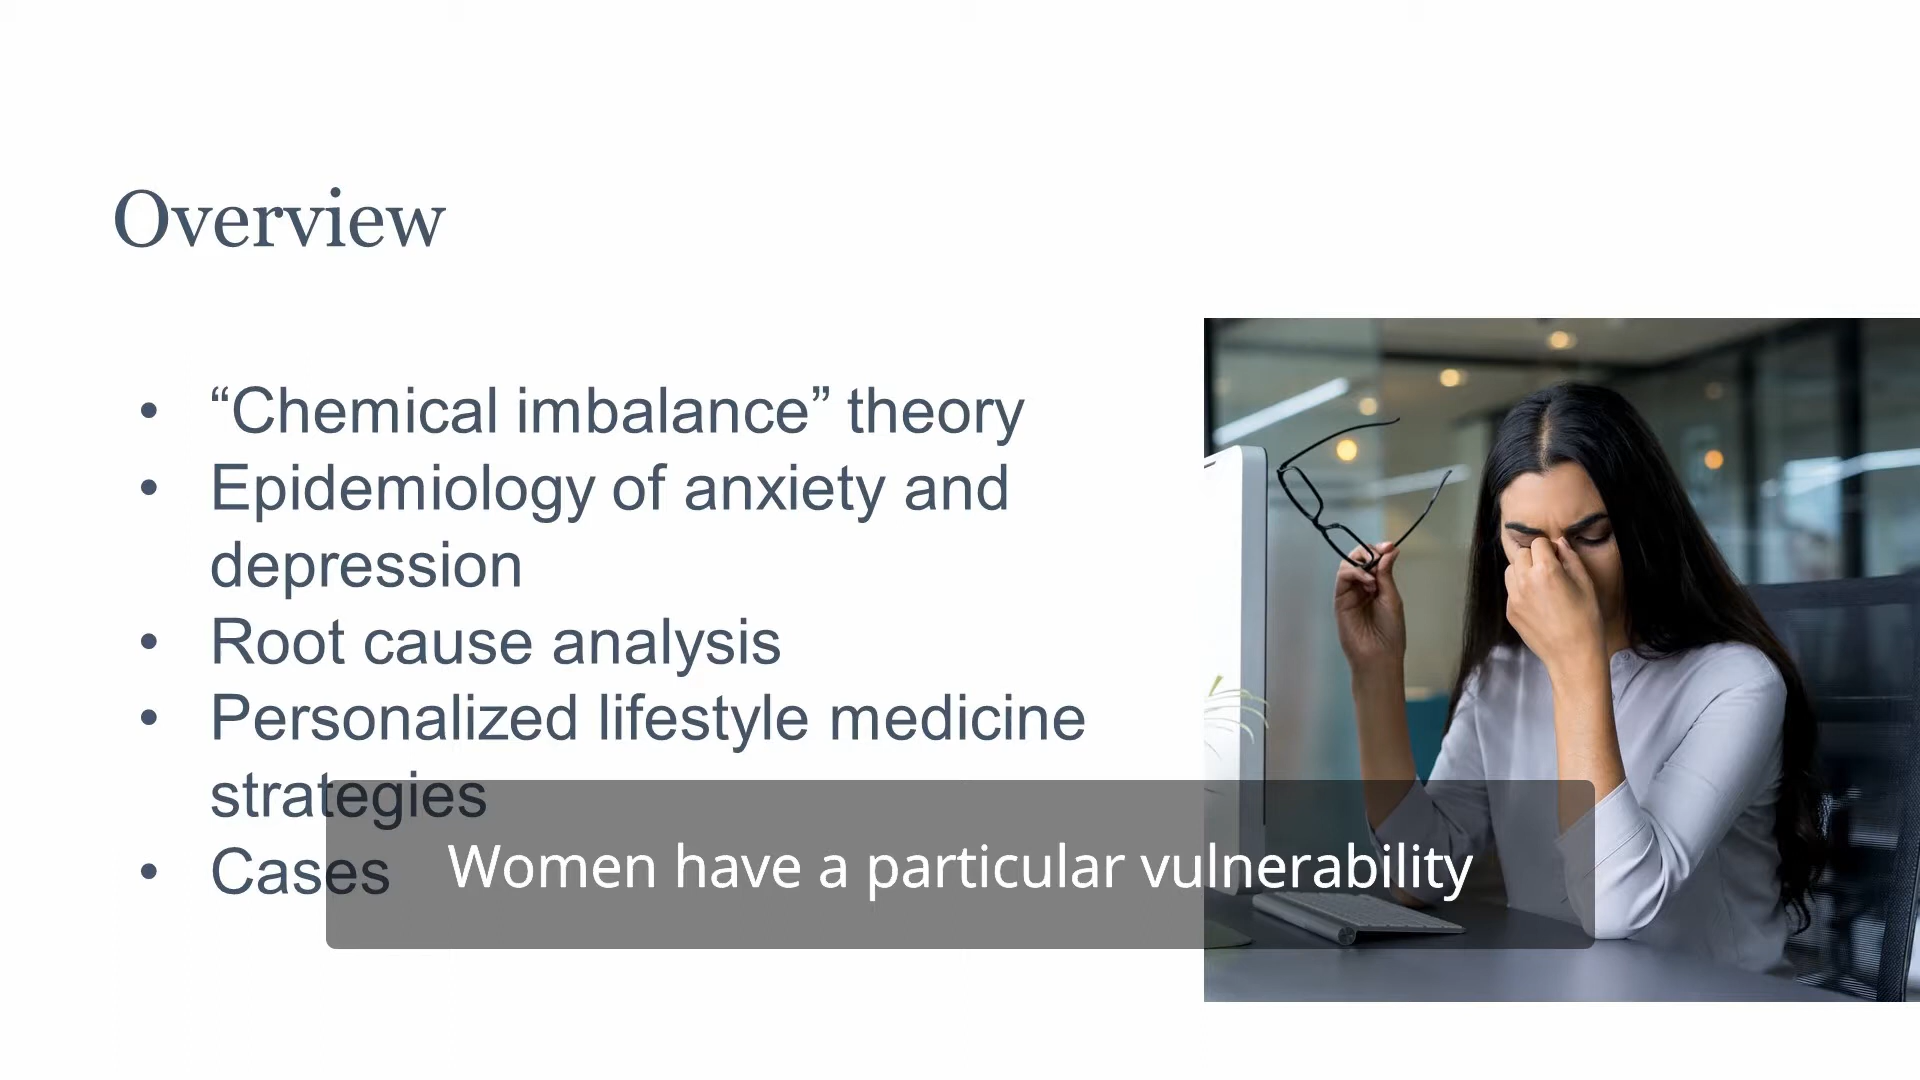 Overview
• “Chemical imbalance” theory
• Epidemiology of anxiety and
depression
• Root cause analysis
• Personalized lifestyle medicine
strategies
• Cases
Women have a particular vulnerability